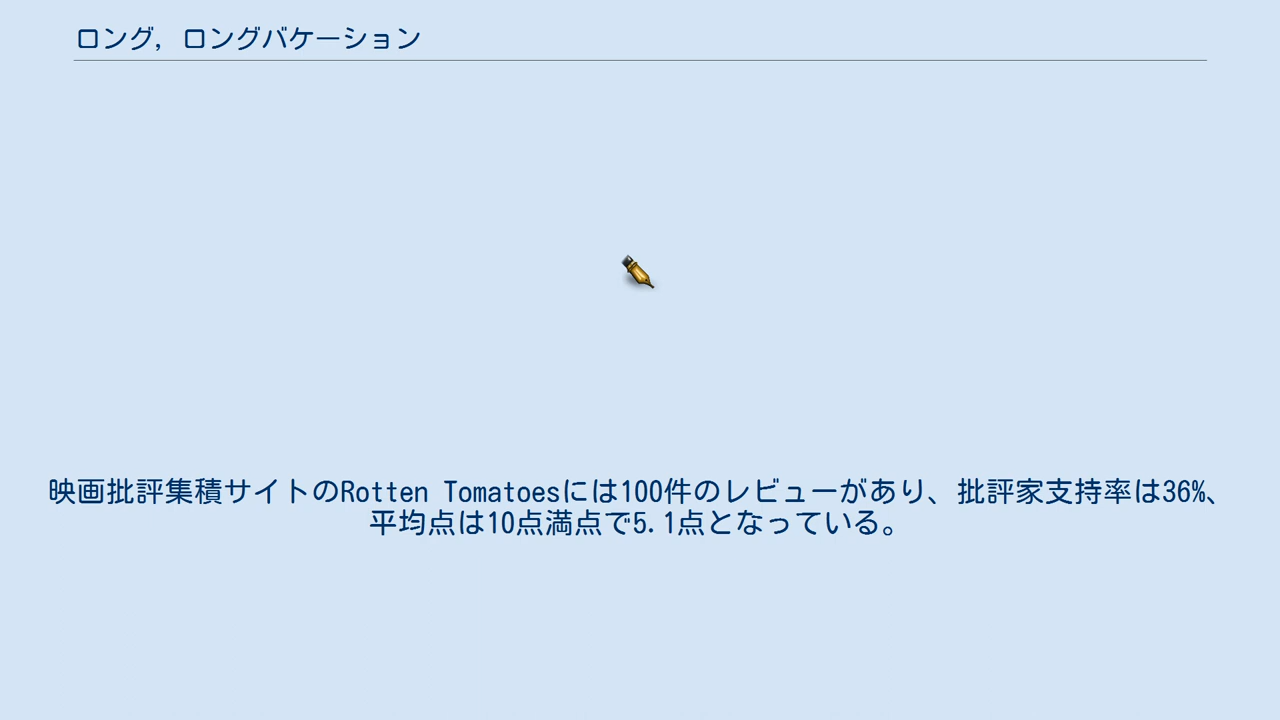 ロング, ロングバケーション
映画批評集積サイトのRotten Tomatoesには100件のレビューがあり、批評家支持率は36%、
平均点は10点満点で5.1点となっている。